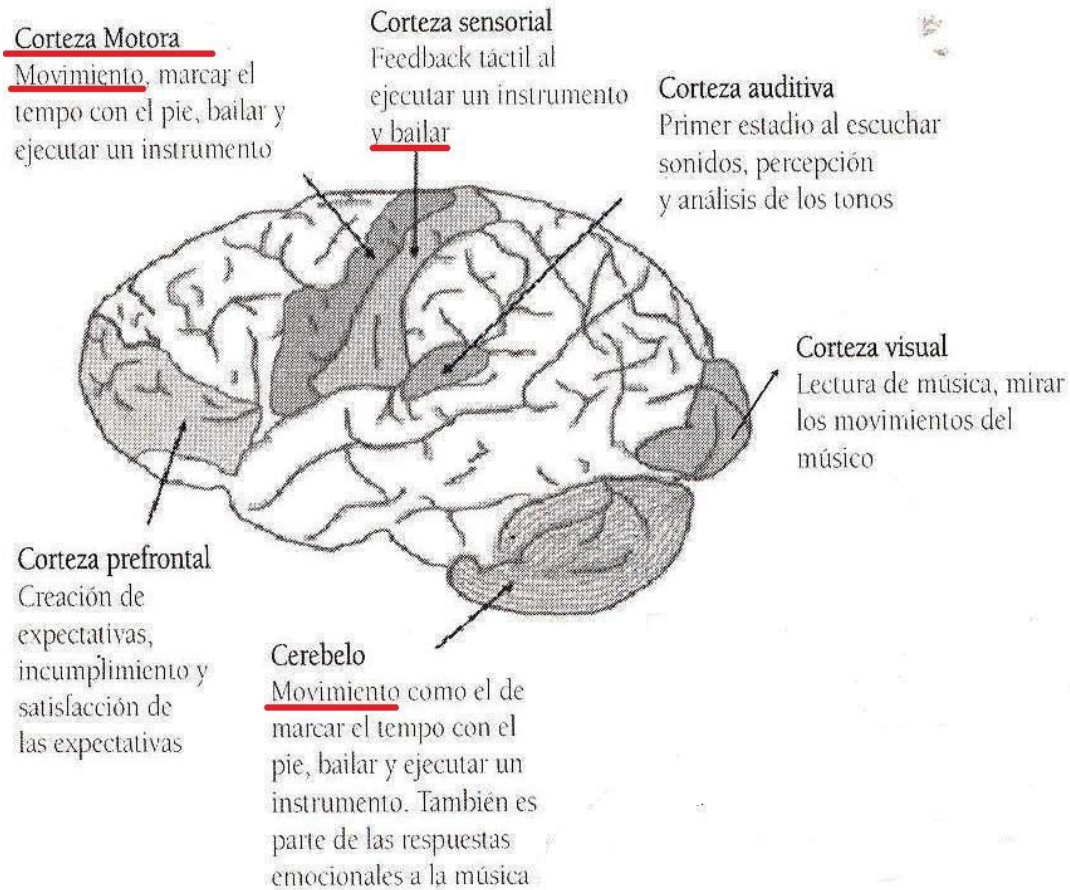 Corteza Motora
Movimiento, marcar el
tempo con el pie, bailar y
ejecutar un instrumento
Corteza sensorial
Feedback táctil al
ejecutar un instrumento
y bailar
Corteza auditiva
Primer estadio al escuchar
sonidos, percepción
y análisis de los tonos
Corteza visual
Lectura de música, mirar
los movimientos del
músico
Corteza prefrontal
Creación de
expectativas,
incumplimiento y
satisfacción de
las expectativas
Cerebelo
Movimiento como el de
marcar el tempo con el
pie, bailar y ejecutar un
instrumento. También es
parte de las respuestas
emocionales a la música